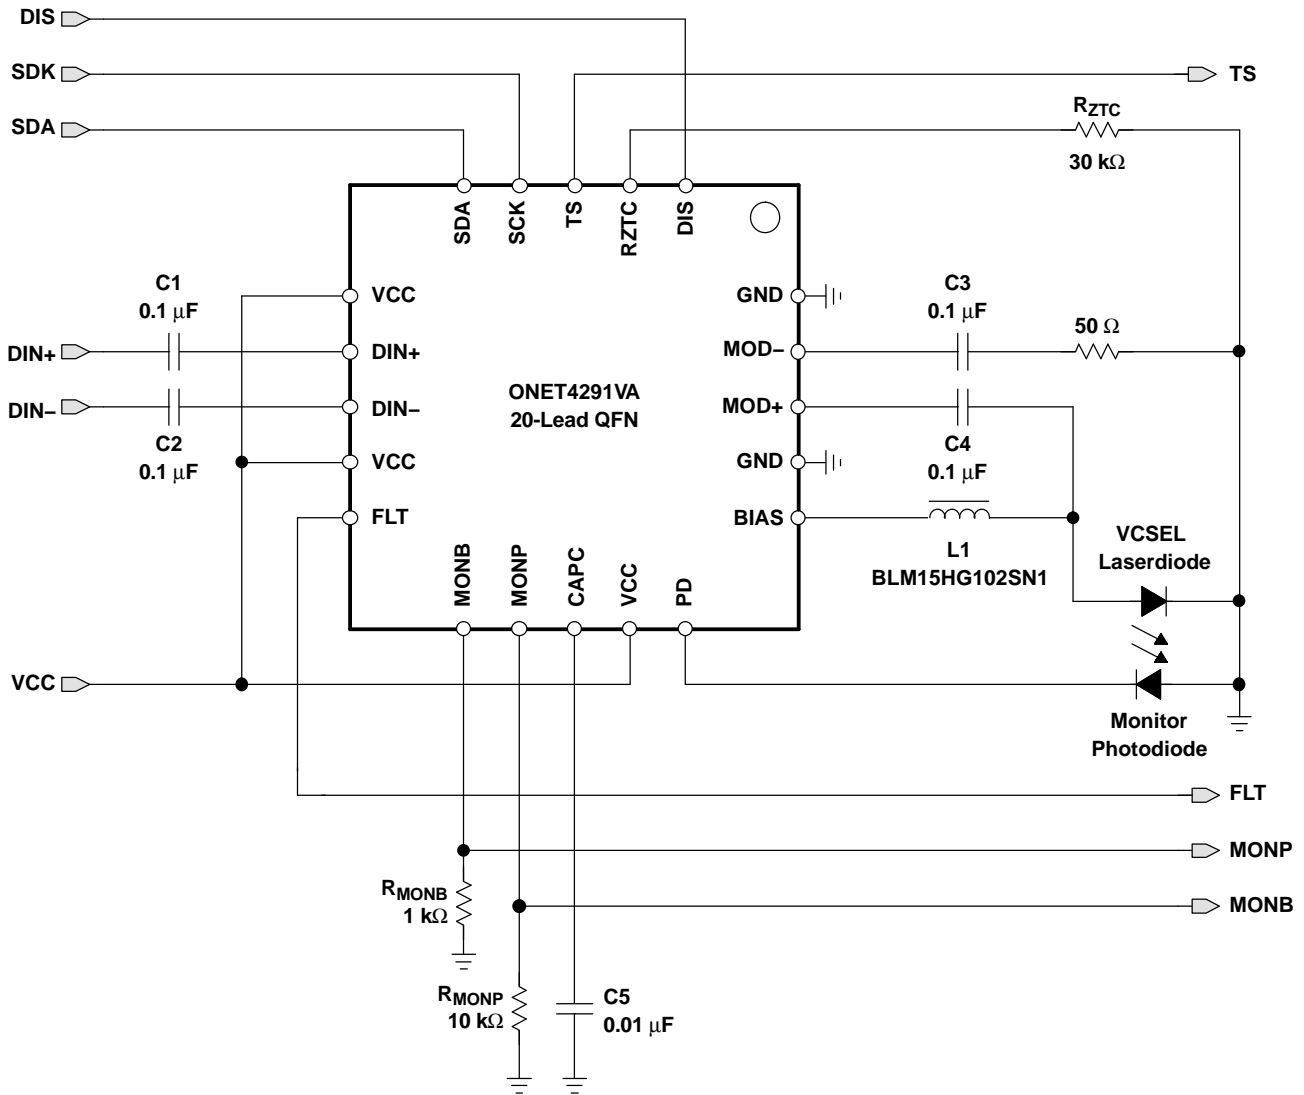 DIS
SDK
SDA
TS
R_ZTC
30 kΩ
SDA
SCK
TS
RZTC
DIS
C1
0.1 μF
VCC
DIN+
DIN+
DIN–
DIN–
C2
0.1 μF
VCC
FLT
ONET4291VA
20-Lead QFN
GND
MOD–
MOD+
GND
BIAS
C3
0.1 μF
50 Ω
C4
0.1 μF
L1
BLM15HG102SN1
VCSEL
Laserdiode
MONB
MONP
CAPC
VCC
PD
VCC
Monitor
Photodiode
FLT
MONP
MONB
R_MONB
1 kΩ
R_MONP
10 kΩ
C5
0.01 μF